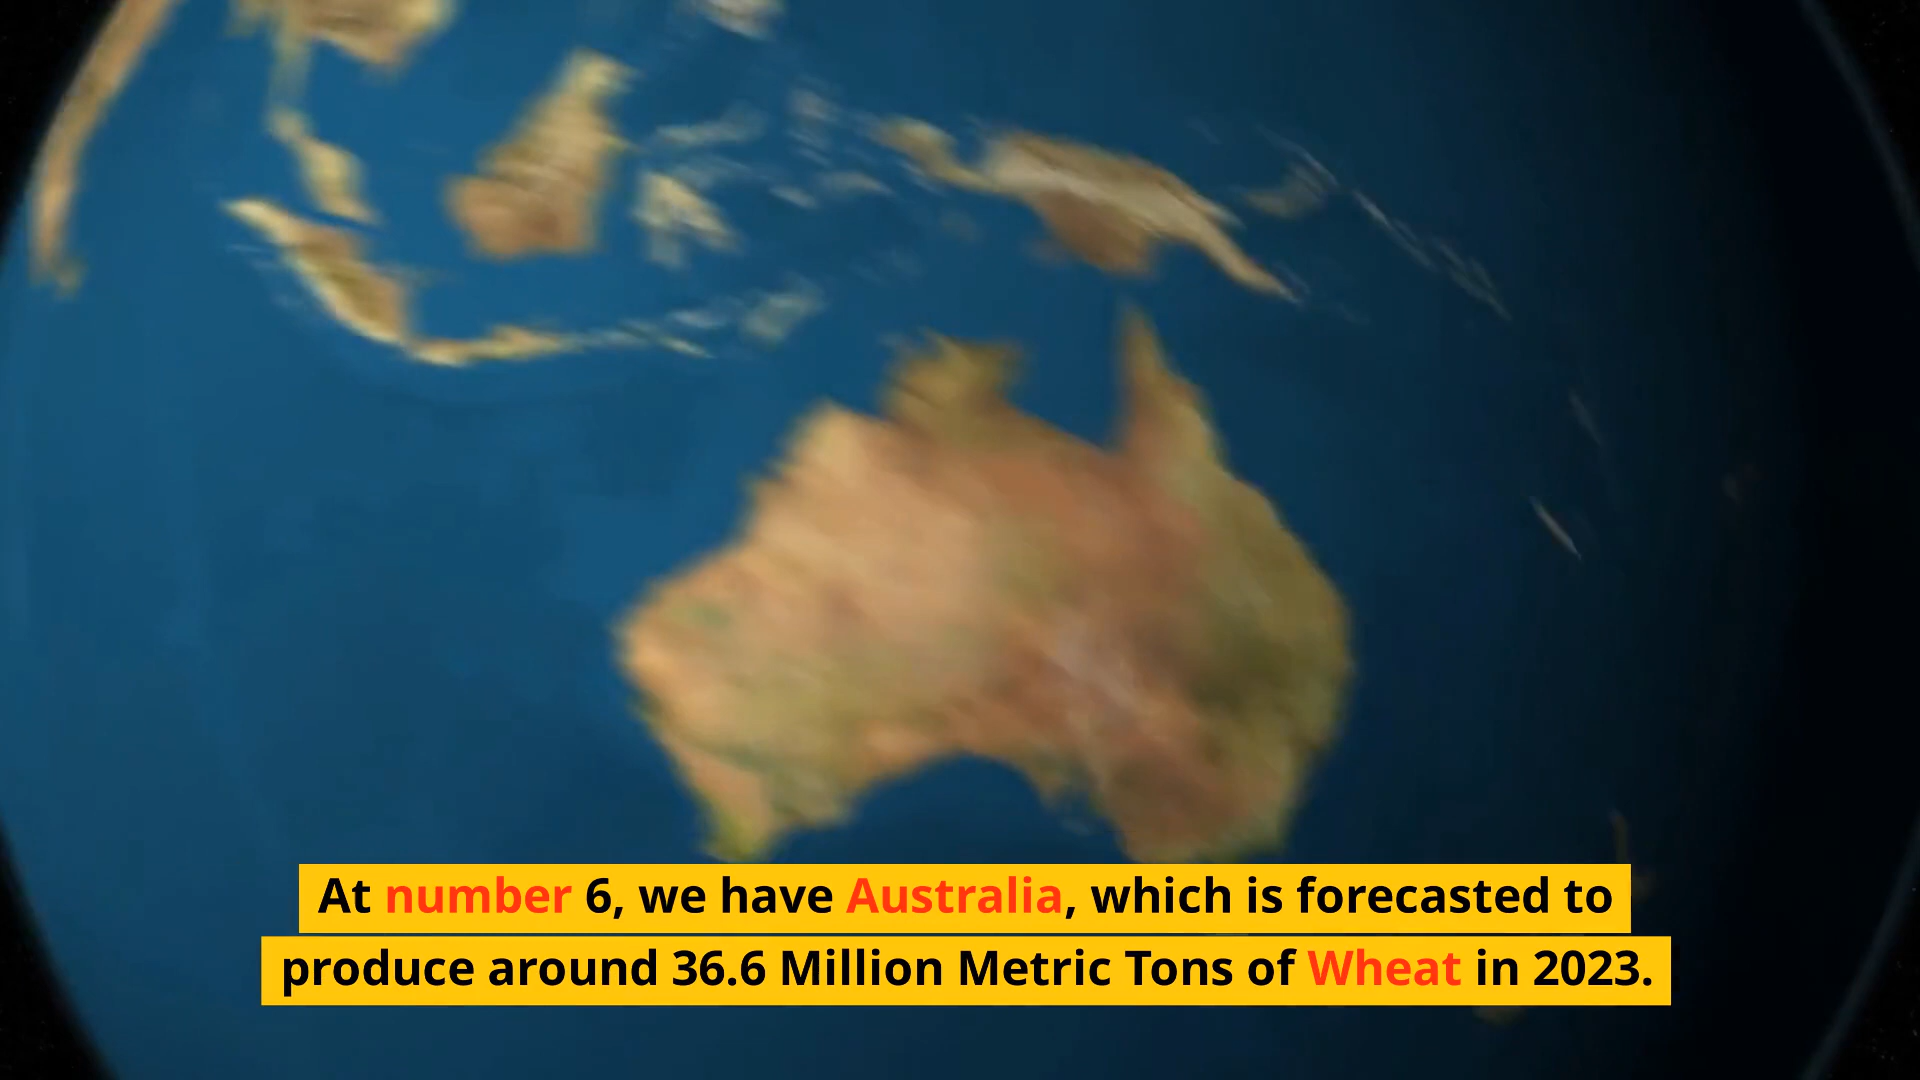 At number 6, we have Australia, which is forecasted to
produce around 36.6 Million Metric Tons of Wheat in 2023.